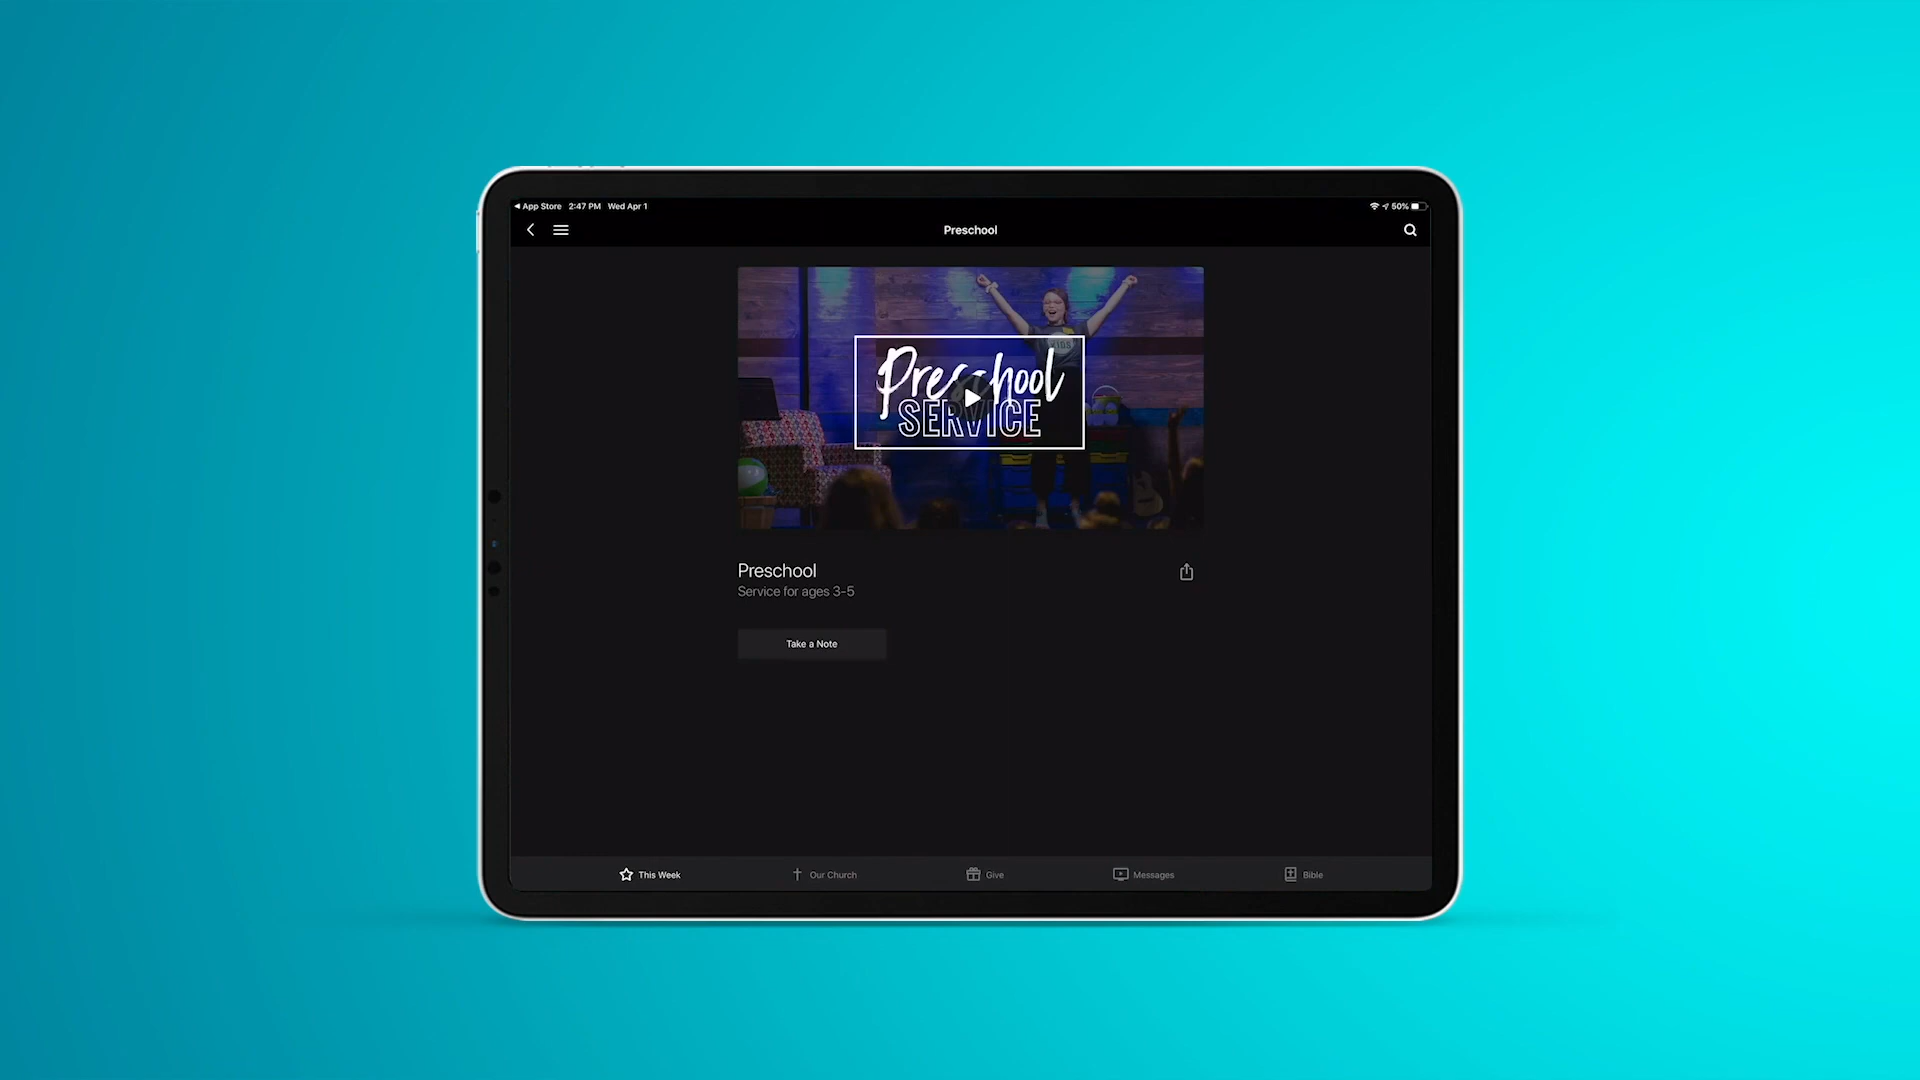 App Store 2:47 PM Wed Apr 1
50%
Preschool
KIDS
Preschool
SERVICE
Preschool
Service for ages 3-5
Take a Note
This Week
Our Church
Give
Messages
Bible